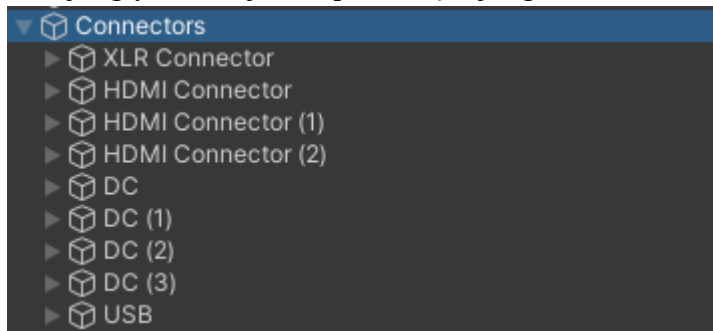 Connectors
XLR Connector
HDMI Connector
HDMI Connector (1)
HDMI Connector (2)
DC
DC (1)
DC (2)
DC (3)
USB